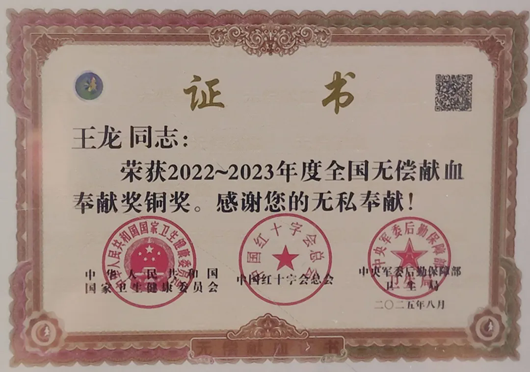 证 书
王龙 同志：
荣获2022~2023年度全国无偿献血
奉献奖铜奖。感谢您的无私奉献！
中华人民共和国 中国红十字会总会 中央军委后勤保障部
国家卫生健康委员会 卫生局
二〇二五年八月